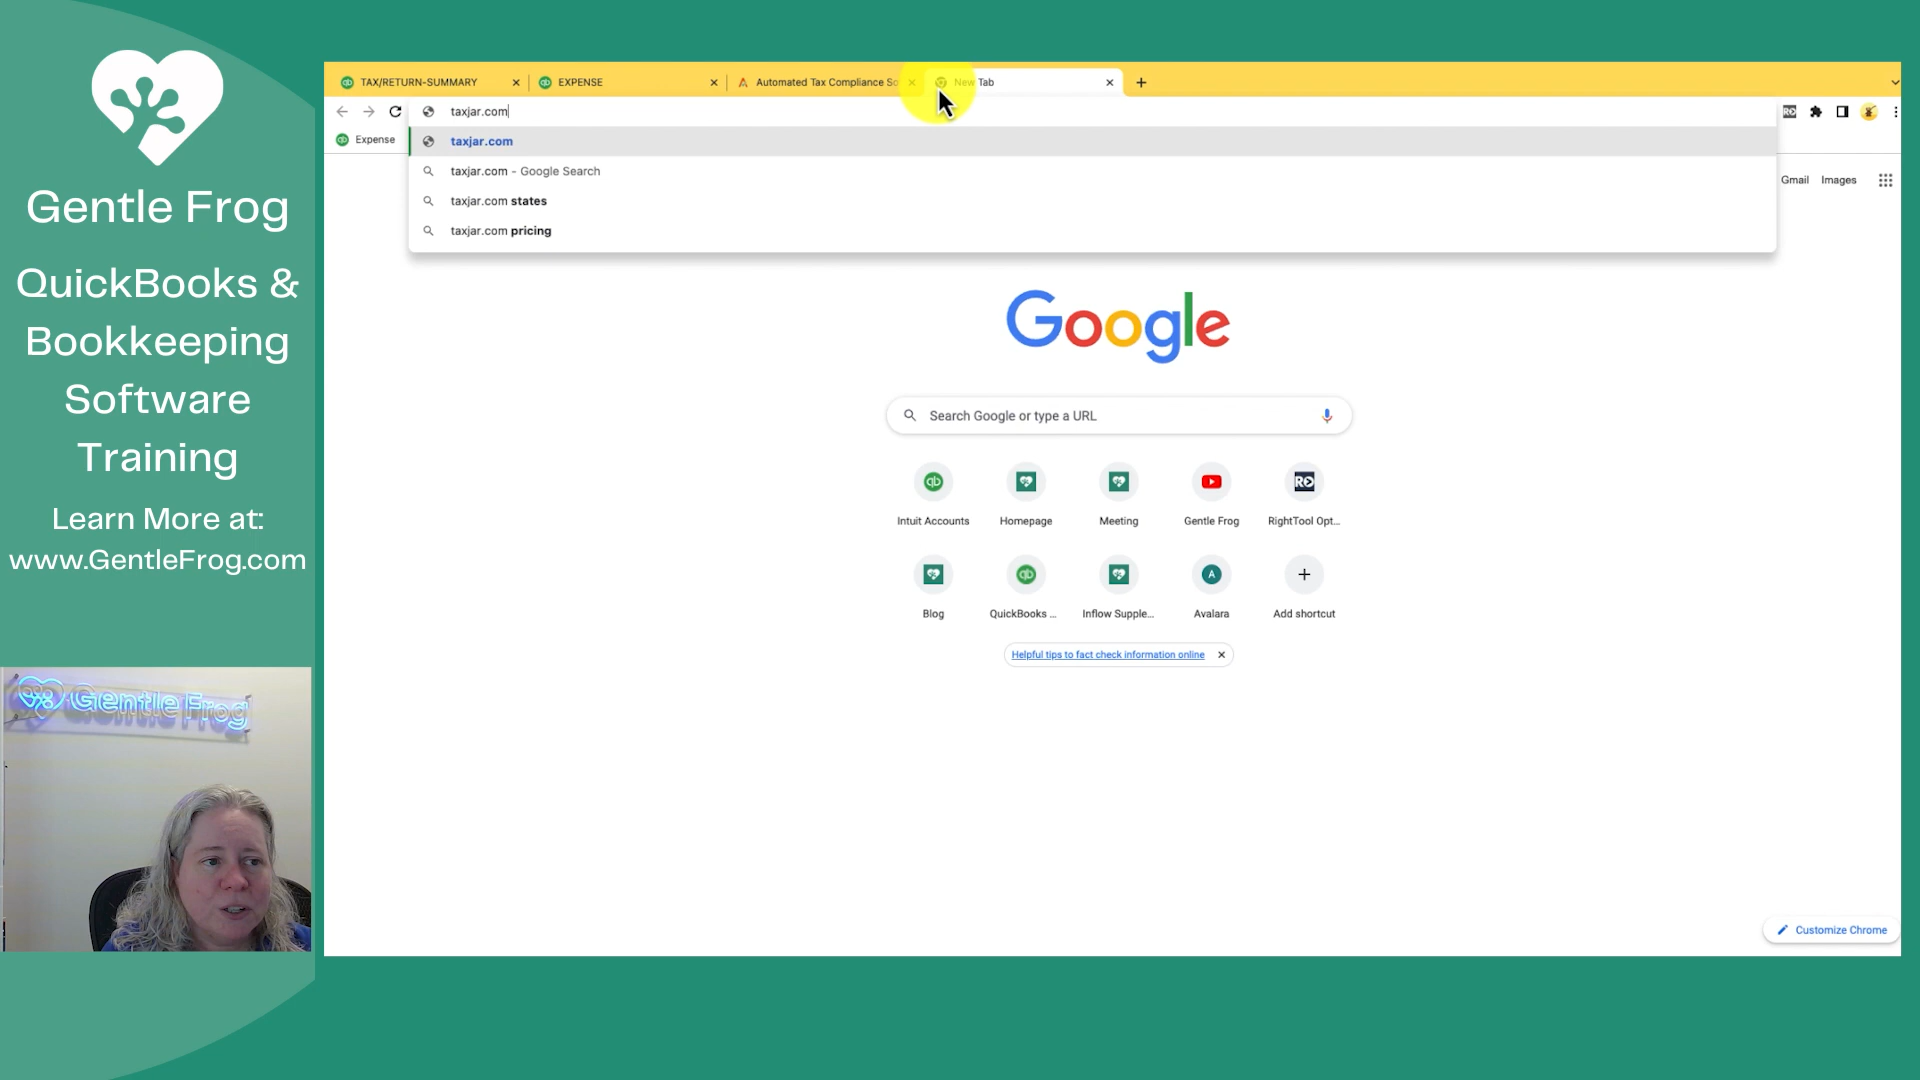 Gentle Frog
QuickBooks &
Bookkeeping
Software
Training
Learn More at:
www.GentleFrog.com
Gentle Frog
TAX/RETURN-SUMMARY
EXPENSE
Automated Tax Compliance So
New Tab
taxjar.com
Expense
taxjar.com
taxjar.com - Google Search
taxjar.com states
taxjar.com pricing
Gmail Images
Google
Search Google or type a URL
qb
Intuit Accounts
Homepage
Meeting
Gentle Frog
RightTool Opt...
Blog
qb
QuickBooks ...
Inflow Supple...
A
Avalara
Add shortcut
Helpful tips to fact check information online
Customize Chrome